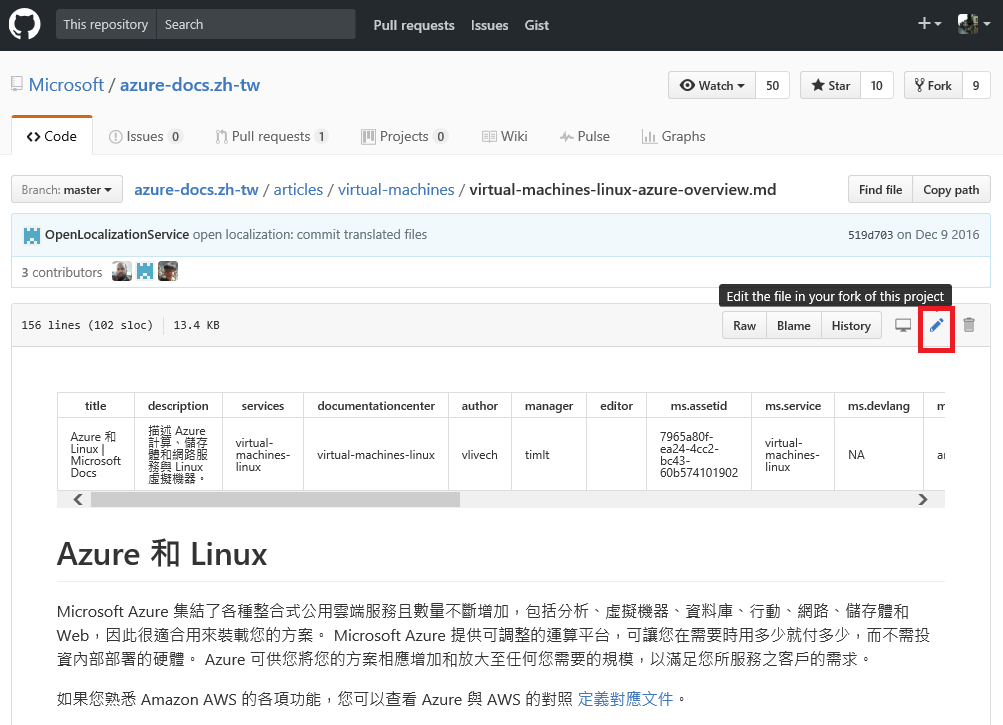 This repository Search Pull requests Issues Gist
Microsoft / azure-docs.zh-tw Watch 50 Star 10 Fork 9
Code Issues 0 Pull requests 1 Projects 0 Wiki Pulse Graphs
Branch: master azure-docs.zh-tw / articles / virtual-machines / virtual-machines-linux-azure-overview.md Find file Copy path
OpenLocalizationService open localization: commit translated files 519d703 on Dec 9 2016
3 contributors
Edit the file in your fork of this project
156 lines (102 sloc) 13.4 KB Raw Blame History
title description services documentationcenter author manager editor ms.assetid ms.service ms.devlang m
Azure 和
Linux |
Microsoft
Docs
描述 Azure
計算、儲存
體和網路服
務與 Linux
虛擬機器。
virtual-
machines-
linux
virtual-machines-linux
vlivech
timlt
7965a80f-
ea24-4cc2-
bc43-
60b574101902
virtual-
machines-
linux
NA
Azure 和 Linux
Microsoft Azure 集結了各種整合式公用雲端服務且數量不斷增加，包括分析、虛擬機器、資料庫、行動、網路、儲存體和
Web，因此很適合用來裝載您的方案。 Microsoft Azure 提供可調整的運算平台，可讓您在需要時用多少就付多少，而不需投
資內部部署的硬體。 Azure 可供您將您的方案相應增加和放大至任何您需要的規模，以滿足您所服務之客戶的需求。
如果您熟悉 Amazon AWS 的各項功能，您可以查看 Azure 與 AWS 的對照 定義對應文件。